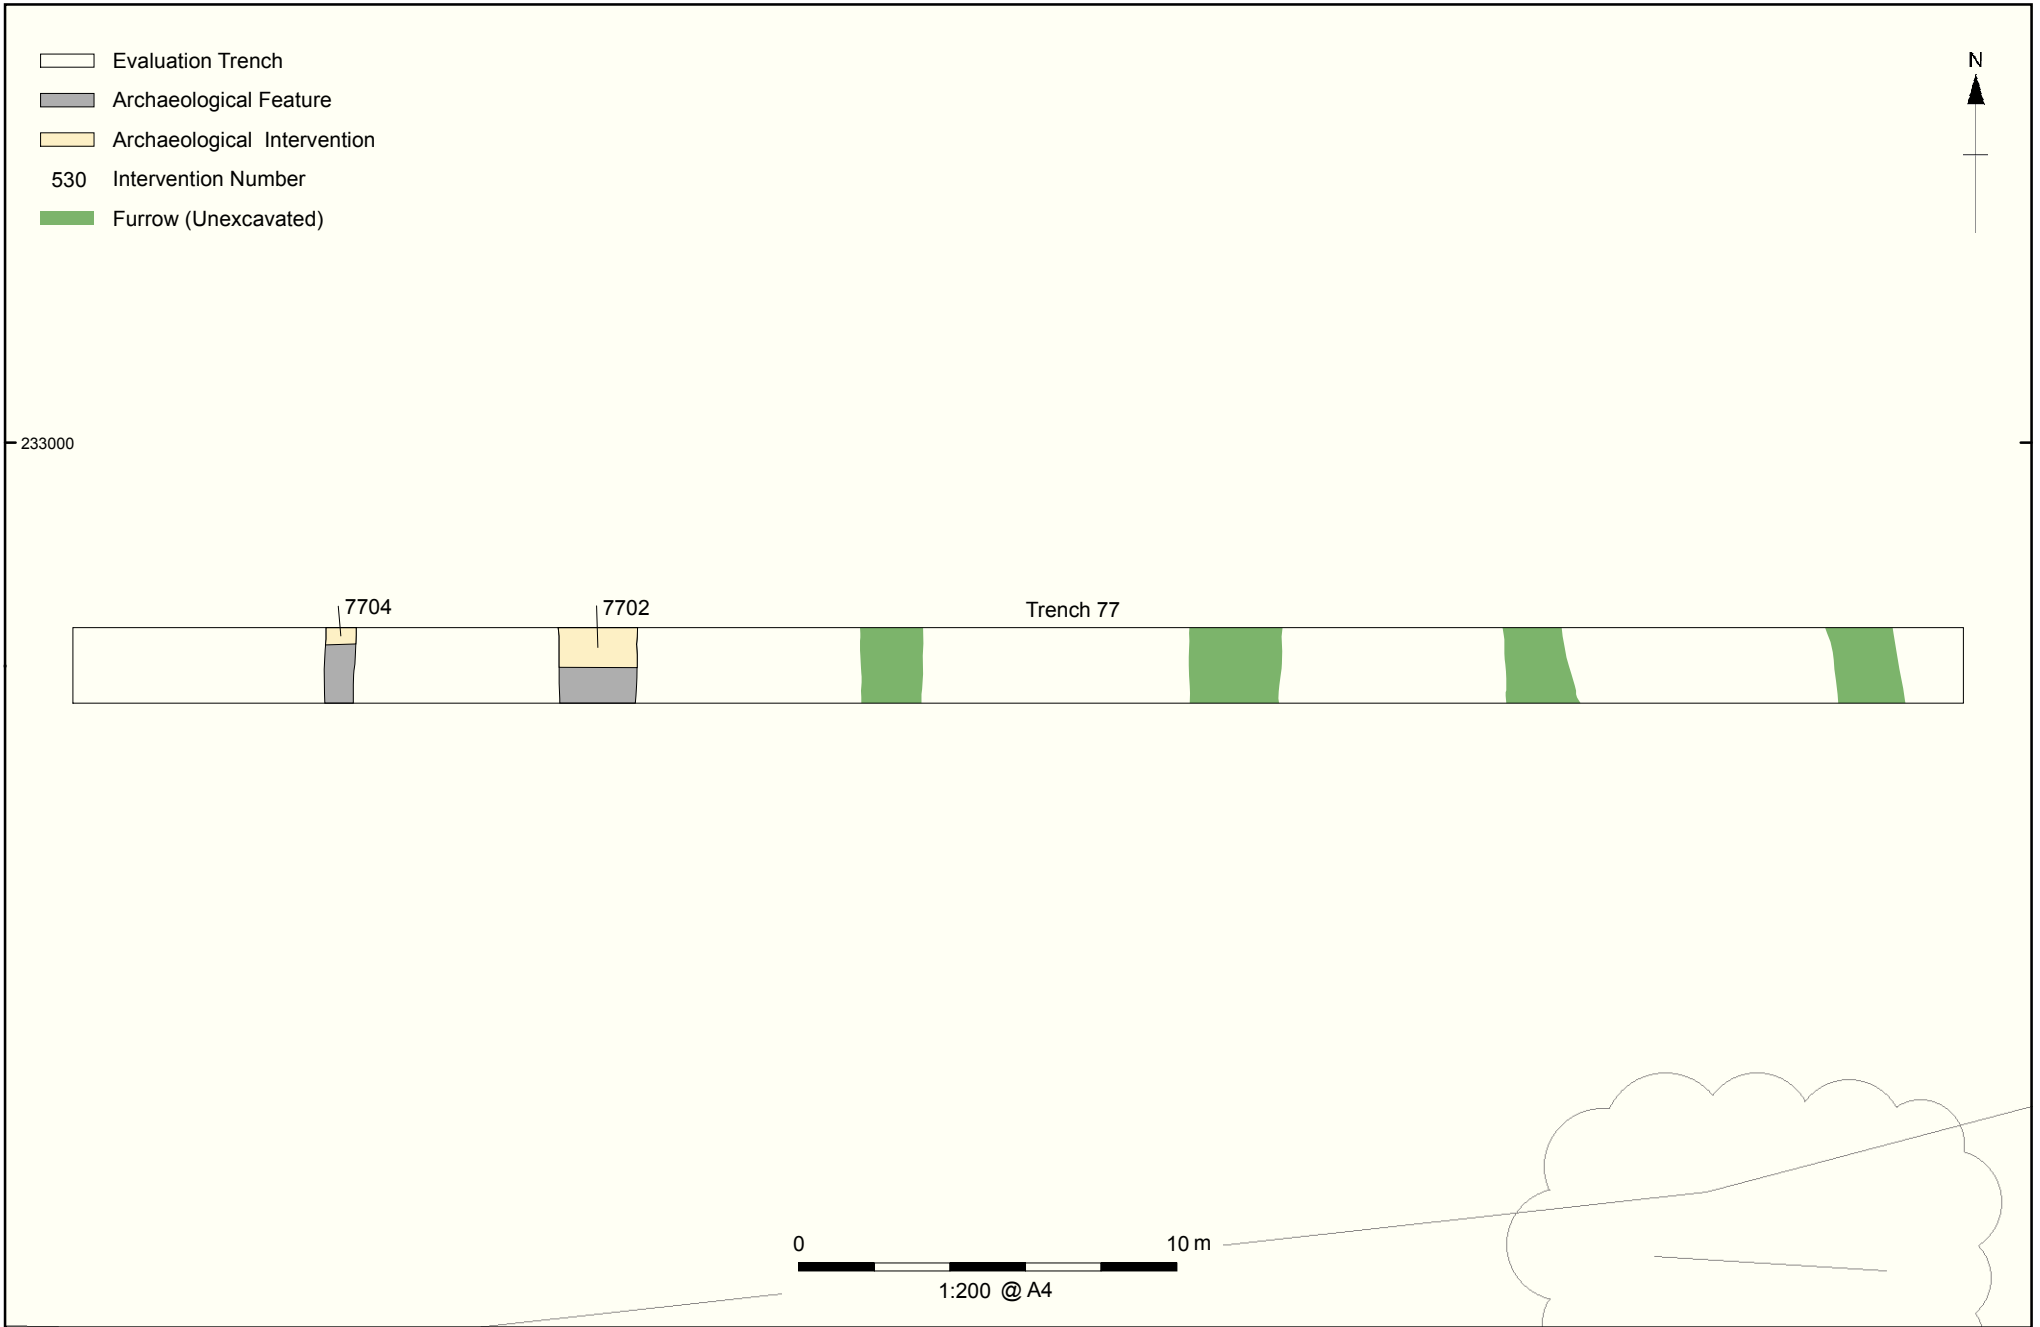 Evaluation Trench
Archaeological Feature
Archaeological  Intervention
530 Intervention Number
Furrow (Unexcavated)
N
233000
7704
7702
Trench 77
0 10 m
1:200 @ A4